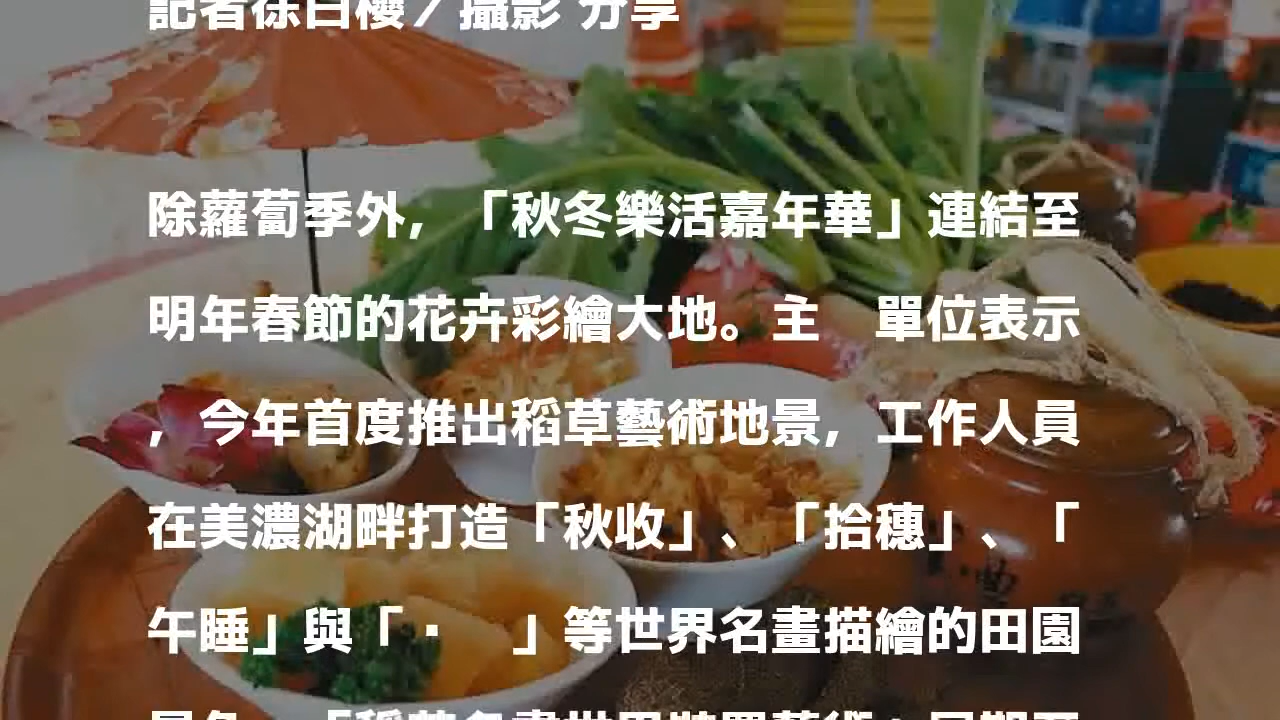 記者徐白櫻／攝影 分享
除蘿蔔季外，「秋冬樂活嘉年華」連結至
明年春節的花卉彩繪大地。主　單位表示
，今年首度推出稻草藝術地景，工作人員
在美濃湖畔打造「秋收」、「拾穗」、「
午睡」與「．　」等世界名畫描繪的田園